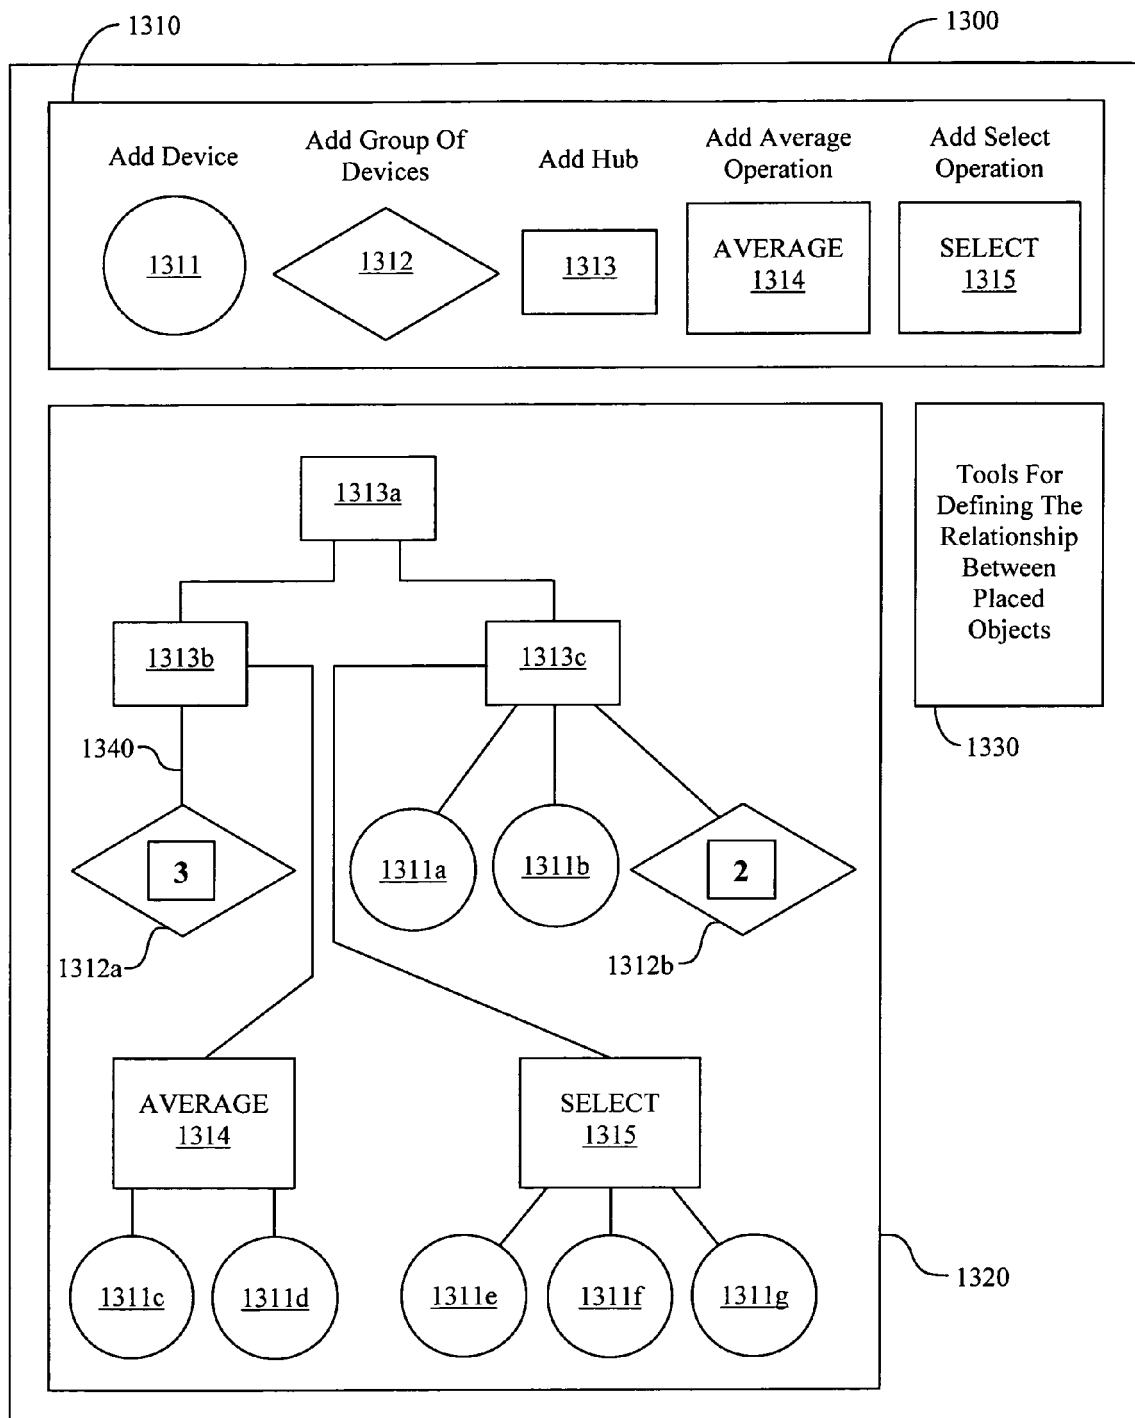 1310
1300
Add Device
Add Group Of
Devices
Add Hub
Add Average
Operation
Add Select
Operation
1311
1312
1313
AVERAGE
1314
SELECT
1315
1313a
Tools For
Defining The
Relationship
Between
Placed
Objects
1313b
1313c
1340
1330
1311a
1311b
3
2
1312a
1312b
AVERAGE
1314
SELECT
1315
1311c
1311d
1311e
1311f
1311g
1320